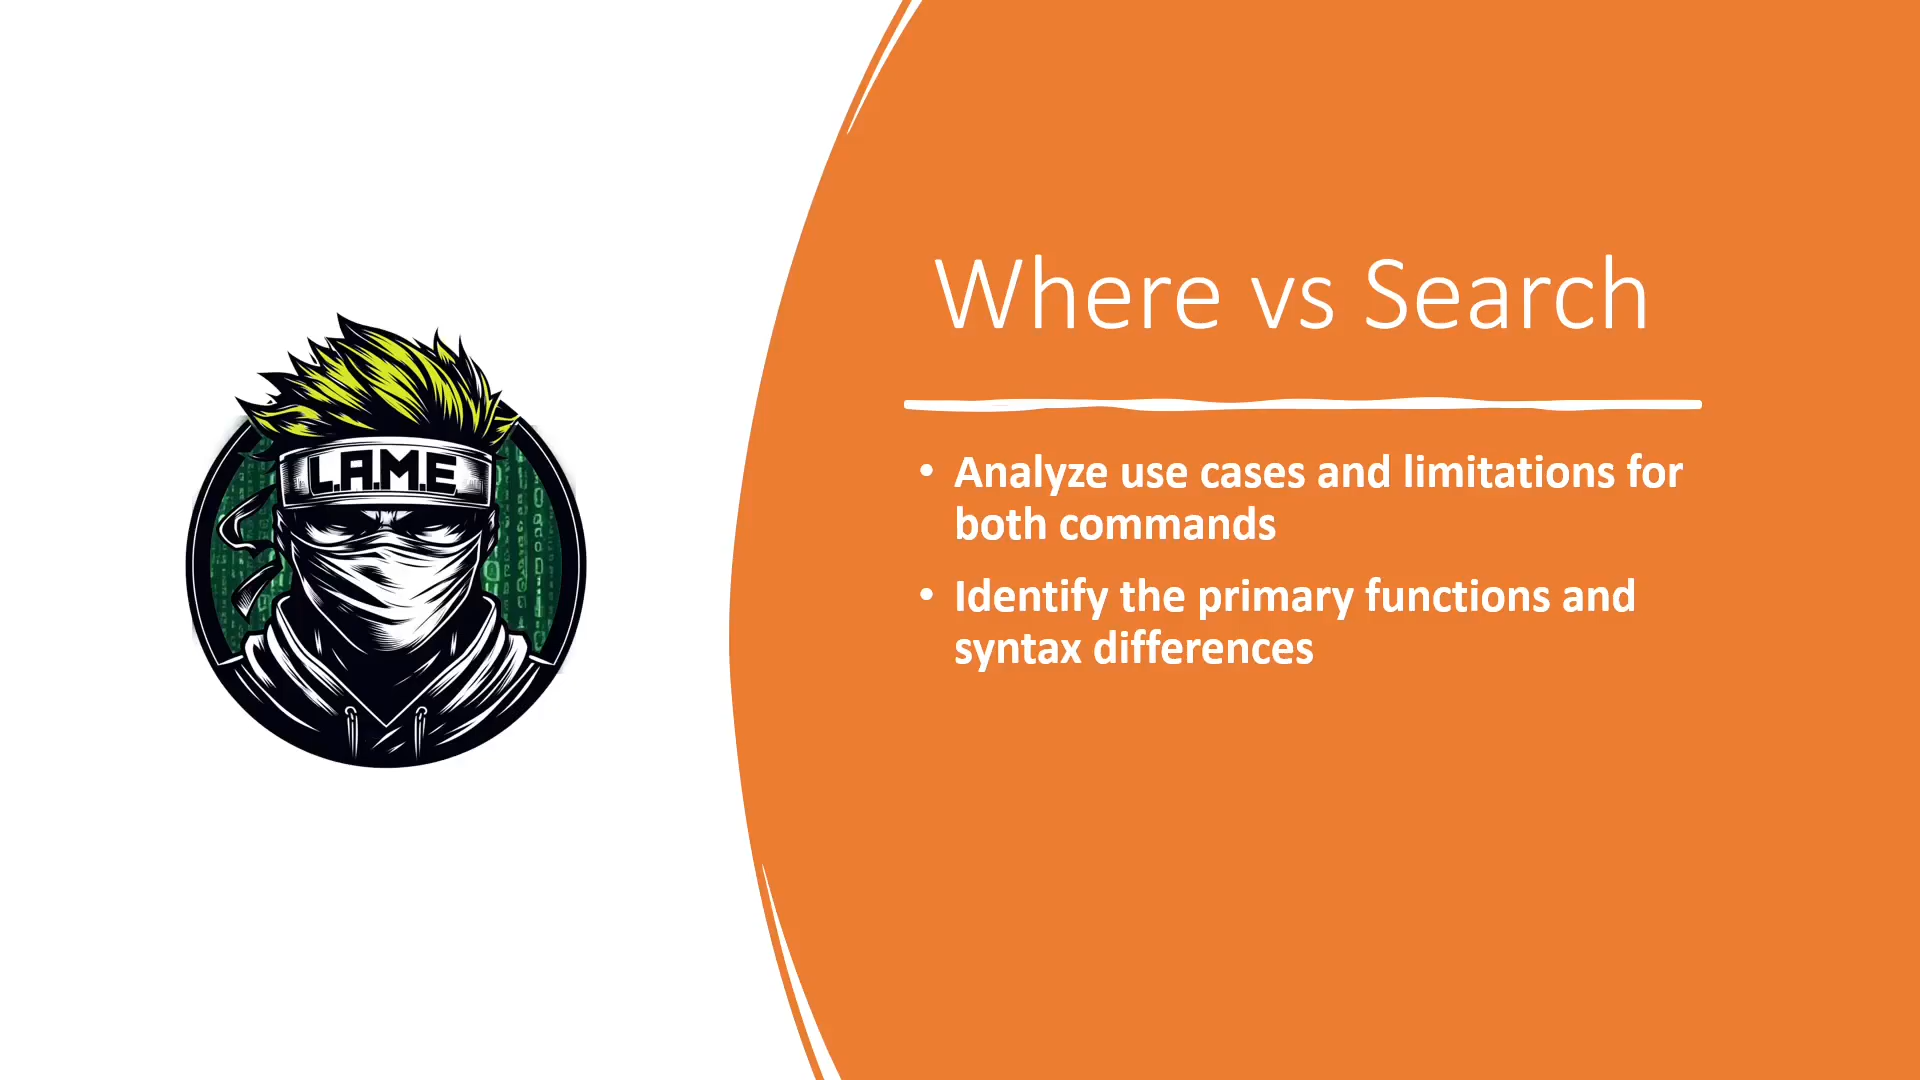 L.A.M.E
Where vs Search
• Analyze use cases and limitations for
both commands
• Identify the primary functions and
syntax differences